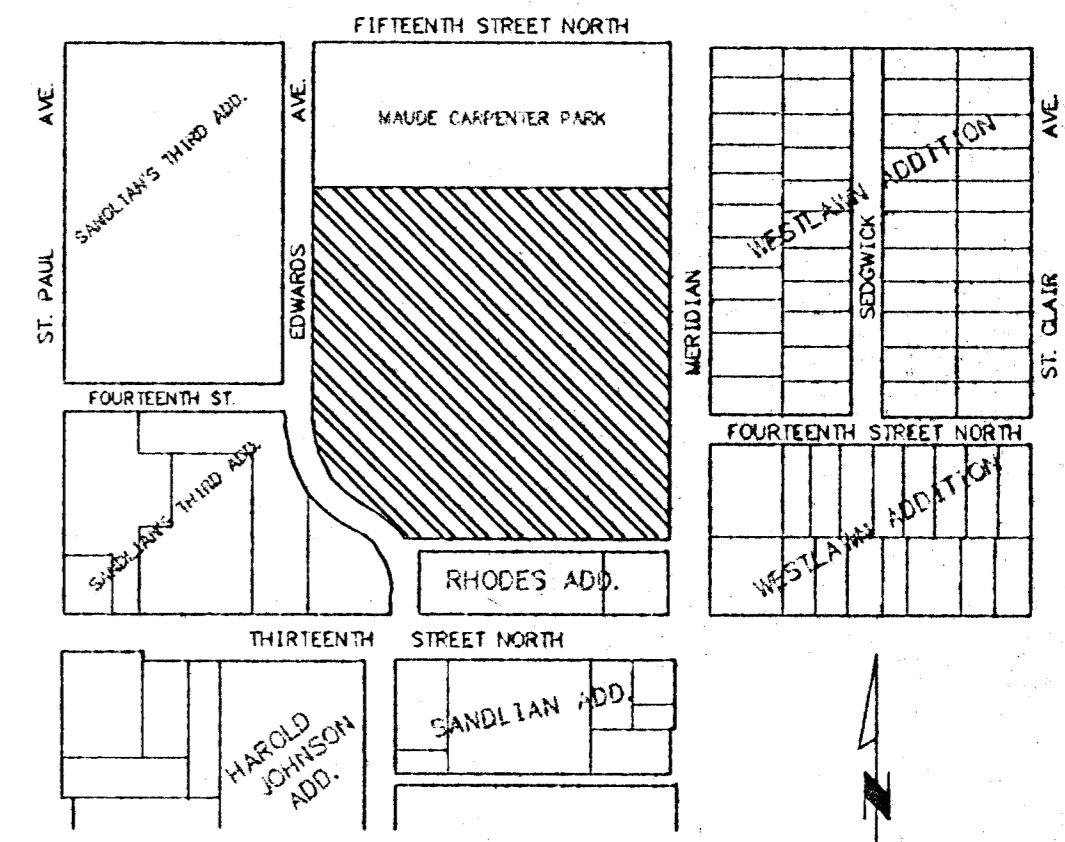 FIFTEENTH STREET NORTH
ST. PAUL AVE.
SANDLIAN'S THIRD ADD.
EDWARDS AVE.
MAUDE CARPENTER PARK
MERIDIAN
WESTLAWN ADDITION
SEDGWICK
ST. CLAIR AVE.
FOURTEENTH ST.
FOURTEENTH STREET NORTH
SANDLIAN'S THIRD ADD.
WESTLAWN ADDITION
RHODES ADD.
THIRTEENTH STREET NORTH
HAROLD
JOHNSON
ADD.
SANDLIAN ADD.
N